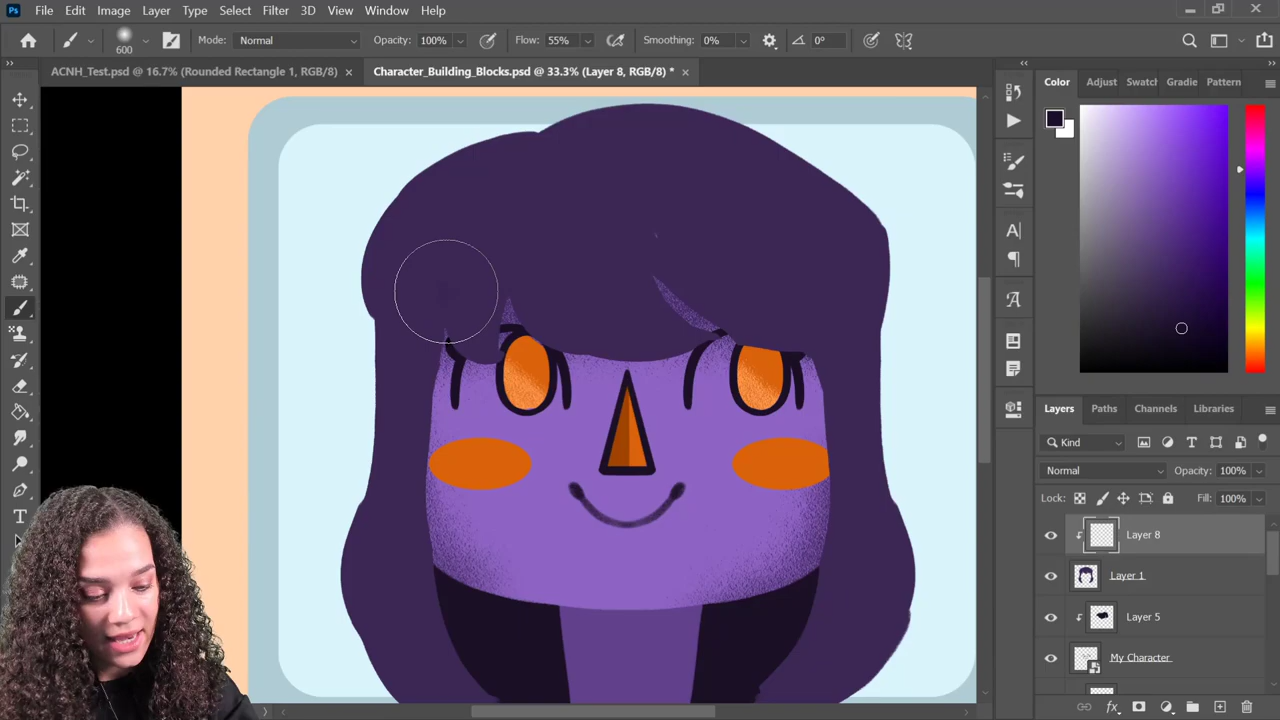 Ps File Edit Image Layer Type Select Filter 3D View Window Help
600 Mode: Normal Opacity: 100% Flow: 55% Smoothing: 0% 0°
ACNH_Test.psd @ 16.7% (Rounded Rectangle 1, RGB/8) × Character_Building_Blocks.psd @ 33.3% (Layer 8, RGB/8) * ×
Color Adjust Swatch Gradie Pattern
Layers Paths Channels Libraries
Kind
Normal Opacity: 100%
Lock: Fill: 100%
Layer 8
Layer 1
Layer 5
My Character
fx